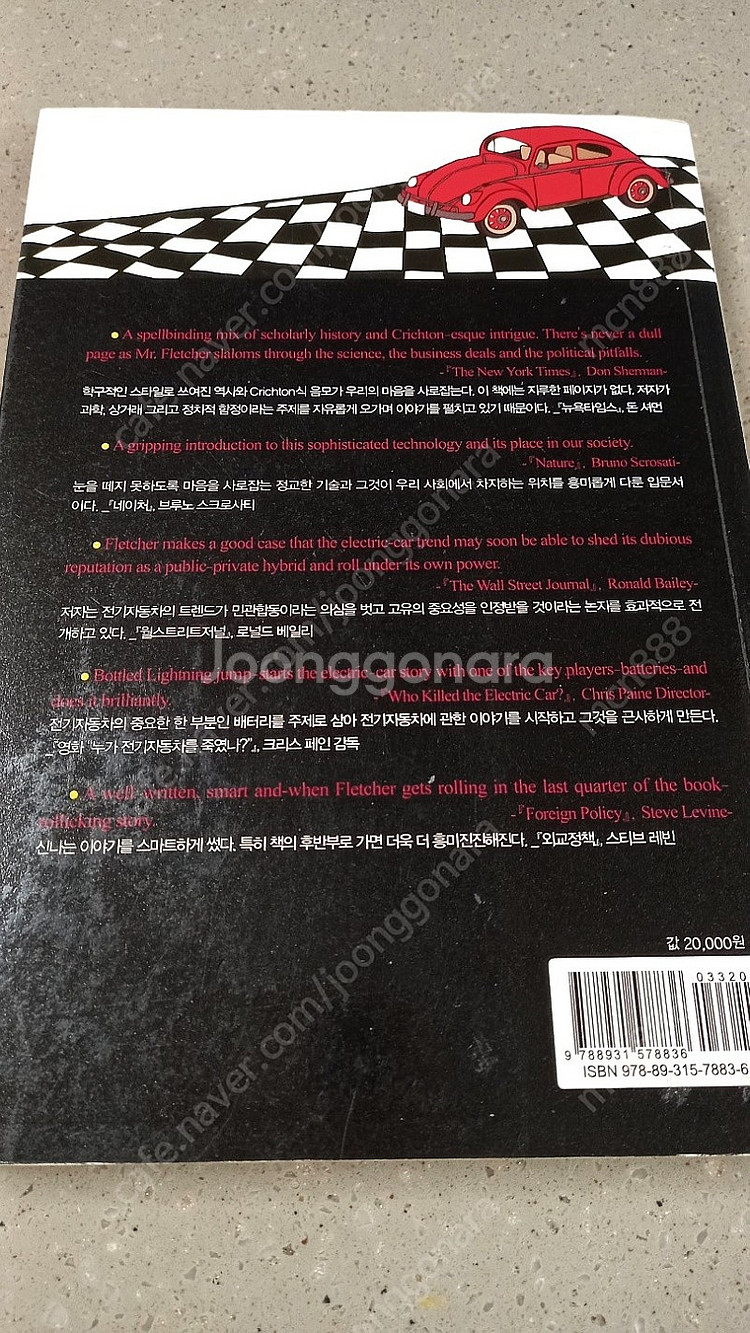 ● A spellbinding mix of scholarly history and Crichton-esque intrigue. There's never a dull
page as Mr. Fletcher slaloms through the science, the business deals and the political pitfalls.
-『The New York Times』, Don Sherman-
학구적인 스타일로 쓰여진 역사와 Crichton식 음모가 우리의 마음을 사로잡는다. 이 책에는 지루한 페이지가 없다. 저자가
과학, 상거래 그리고 정치적 함정이라는 주제를 자유롭게 오가며 이야기를 펼치고 있기 때문이다. _『뉴욕타임스』, 돈 셔먼
● A gripping introduction to this sophisticated technology and its place in our society.
-『Nature』, Bruno Scrosati-
눈을 떼지 못하도록 마음을 사로잡는 정교한 기술과 그것이 우리 사회에서 차지하는 위치를 흥미롭게 다룬 입문서
이다. _『네이처』, 브루노 스크로사티
● Fletcher makes a good case that the electric-car trend may soon be able to shed its dubious
reputation as a public-private hybrid and roll under its own power.
-『The Wall Street Journal』, Ronald Bailey-
저자는 전기자동차의 트렌드가 민관합동이라는 의심을 벗고 고유의 중요성을 인정받을 것이라는 논지를 효과적으로 전
개하고 있다. _『월스트리트저널』, 로널드 베일리
● Bottled Lightning jump-starts the electric-car story with one of the key players-batteries-and
does it brilliantly.
Who Killed the Electric Car?』, Chris Paine Director-
전기자동차의 중요한 한 부분인 배터리를 주제로 삼아 전기자동차에 관한 이야기를 시작하고 그것을 근사하게 만든다.
_『영화 "누가 전기자동차를 죽였나?"』, 크리스 페인 감독
● A well written, smart and-when Fletcher gets rolling in the last quarter of the book-
rollicking story.
-『Foreign Policy』, Steve Levine-
신나는 이야기를 스마트하게 썼다. 특히 책의 후반부로 가면 더욱 더 흥미진진해진다. _『외교정책』, 스티브 레빈
값 20,000원
03320
9 788931 578836
ISBN 978-89-315-7883-6
joonggonara
cafe.naver.com/joonggonara
mcn888